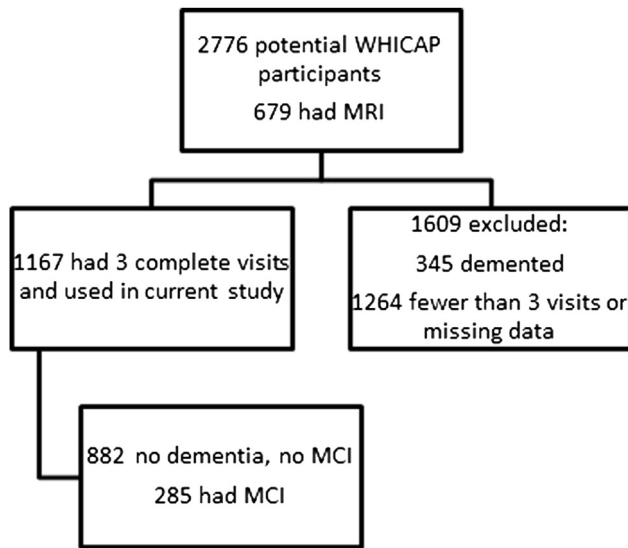 2776 potential WHICAP
participants
679 had MRI
1167 had 3 complete visits
and used in current study
1609 excluded:
345 demented
1264 fewer than 3 visits or
missing data
882 no dementia, no MCI
285 had MCI